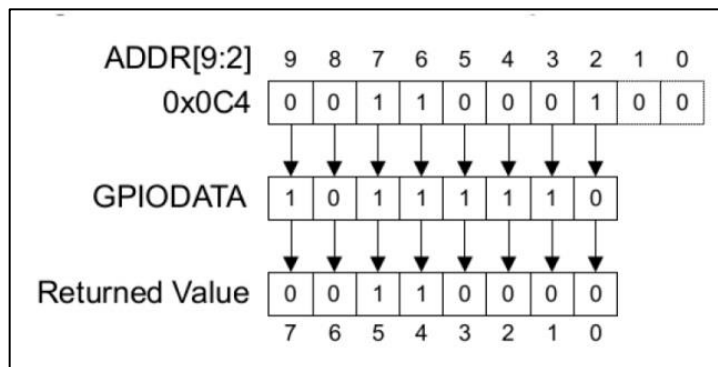 ADDR[9:2] 9 8 7 6 5 4 3 2 1 0
0x0C4 0 0 1 1 0 0 0 1 0 0
GPIODATA 1 0 1 1 1 1 1 0
Returned Value 0 0 1 1 0 0 0 0
7 6 5 4 3 2 1 0